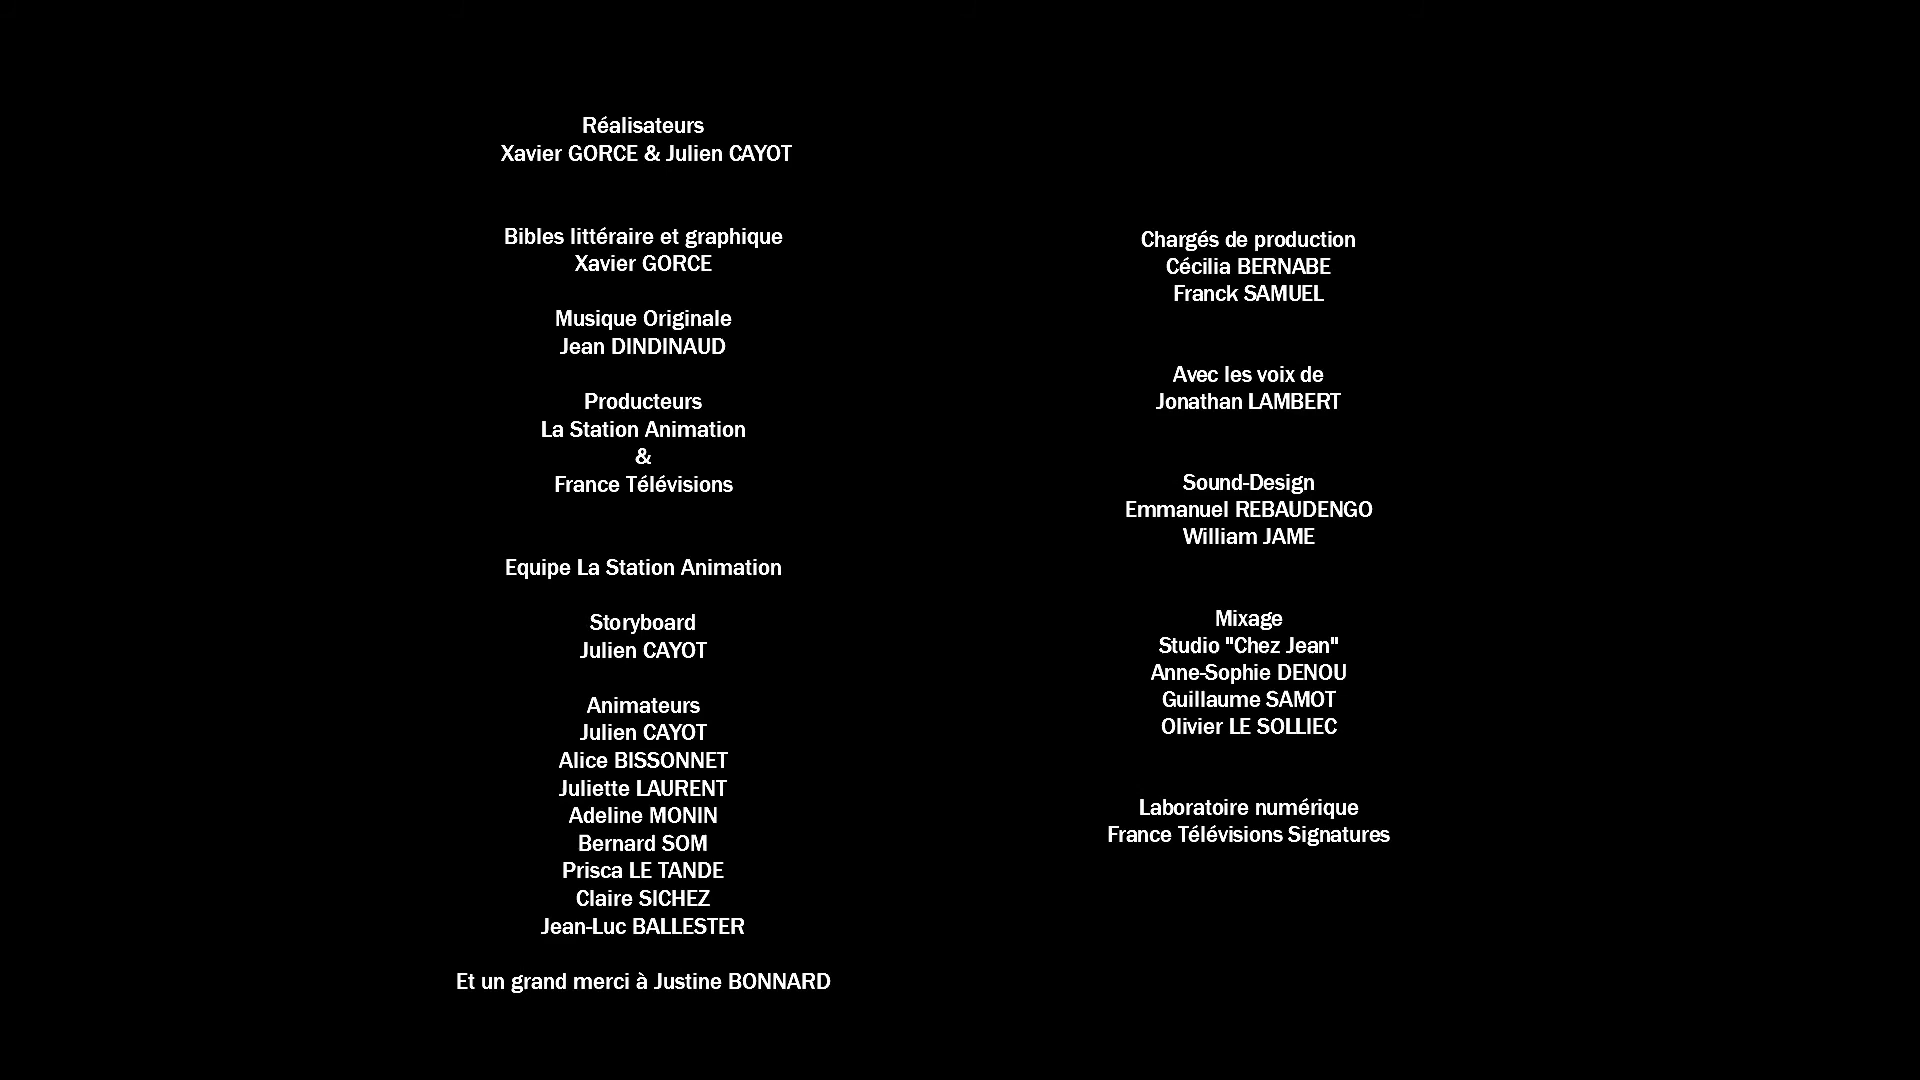 Réalisateurs
Xavier GORCE & Julien CAYOT
Bibles littéraire et graphique
Xavier GORCE
Musique Originale
Jean DINDINAUD
Producteurs
La Station Animation
&
France Télévisions
Equipe La Station Animation
Storyboard
Julien CAYOT
Animateurs
Julien CAYOT
Alice BISSONNET
Juliette LAURENT
Adeline MONIN
Bernard SOM
Prisca LE TANDE
Claire SICHEZ
Jean-Luc BALLESTER
Et un grand merci à Justine BONNARD
Chargés de production
Cécilia BERNABE
Franck SAMUEL
Avec les voix de
Jonathan LAMBERT
Sound-Design
Emmanuel REBAUDENGO
William JAME
Mixage
Studio "Chez Jean"
Anne-Sophie DENOU
Guillaume SAMOT
Olivier LE SOLLIEC
Laboratoire numérique
France Télévisions Signatures